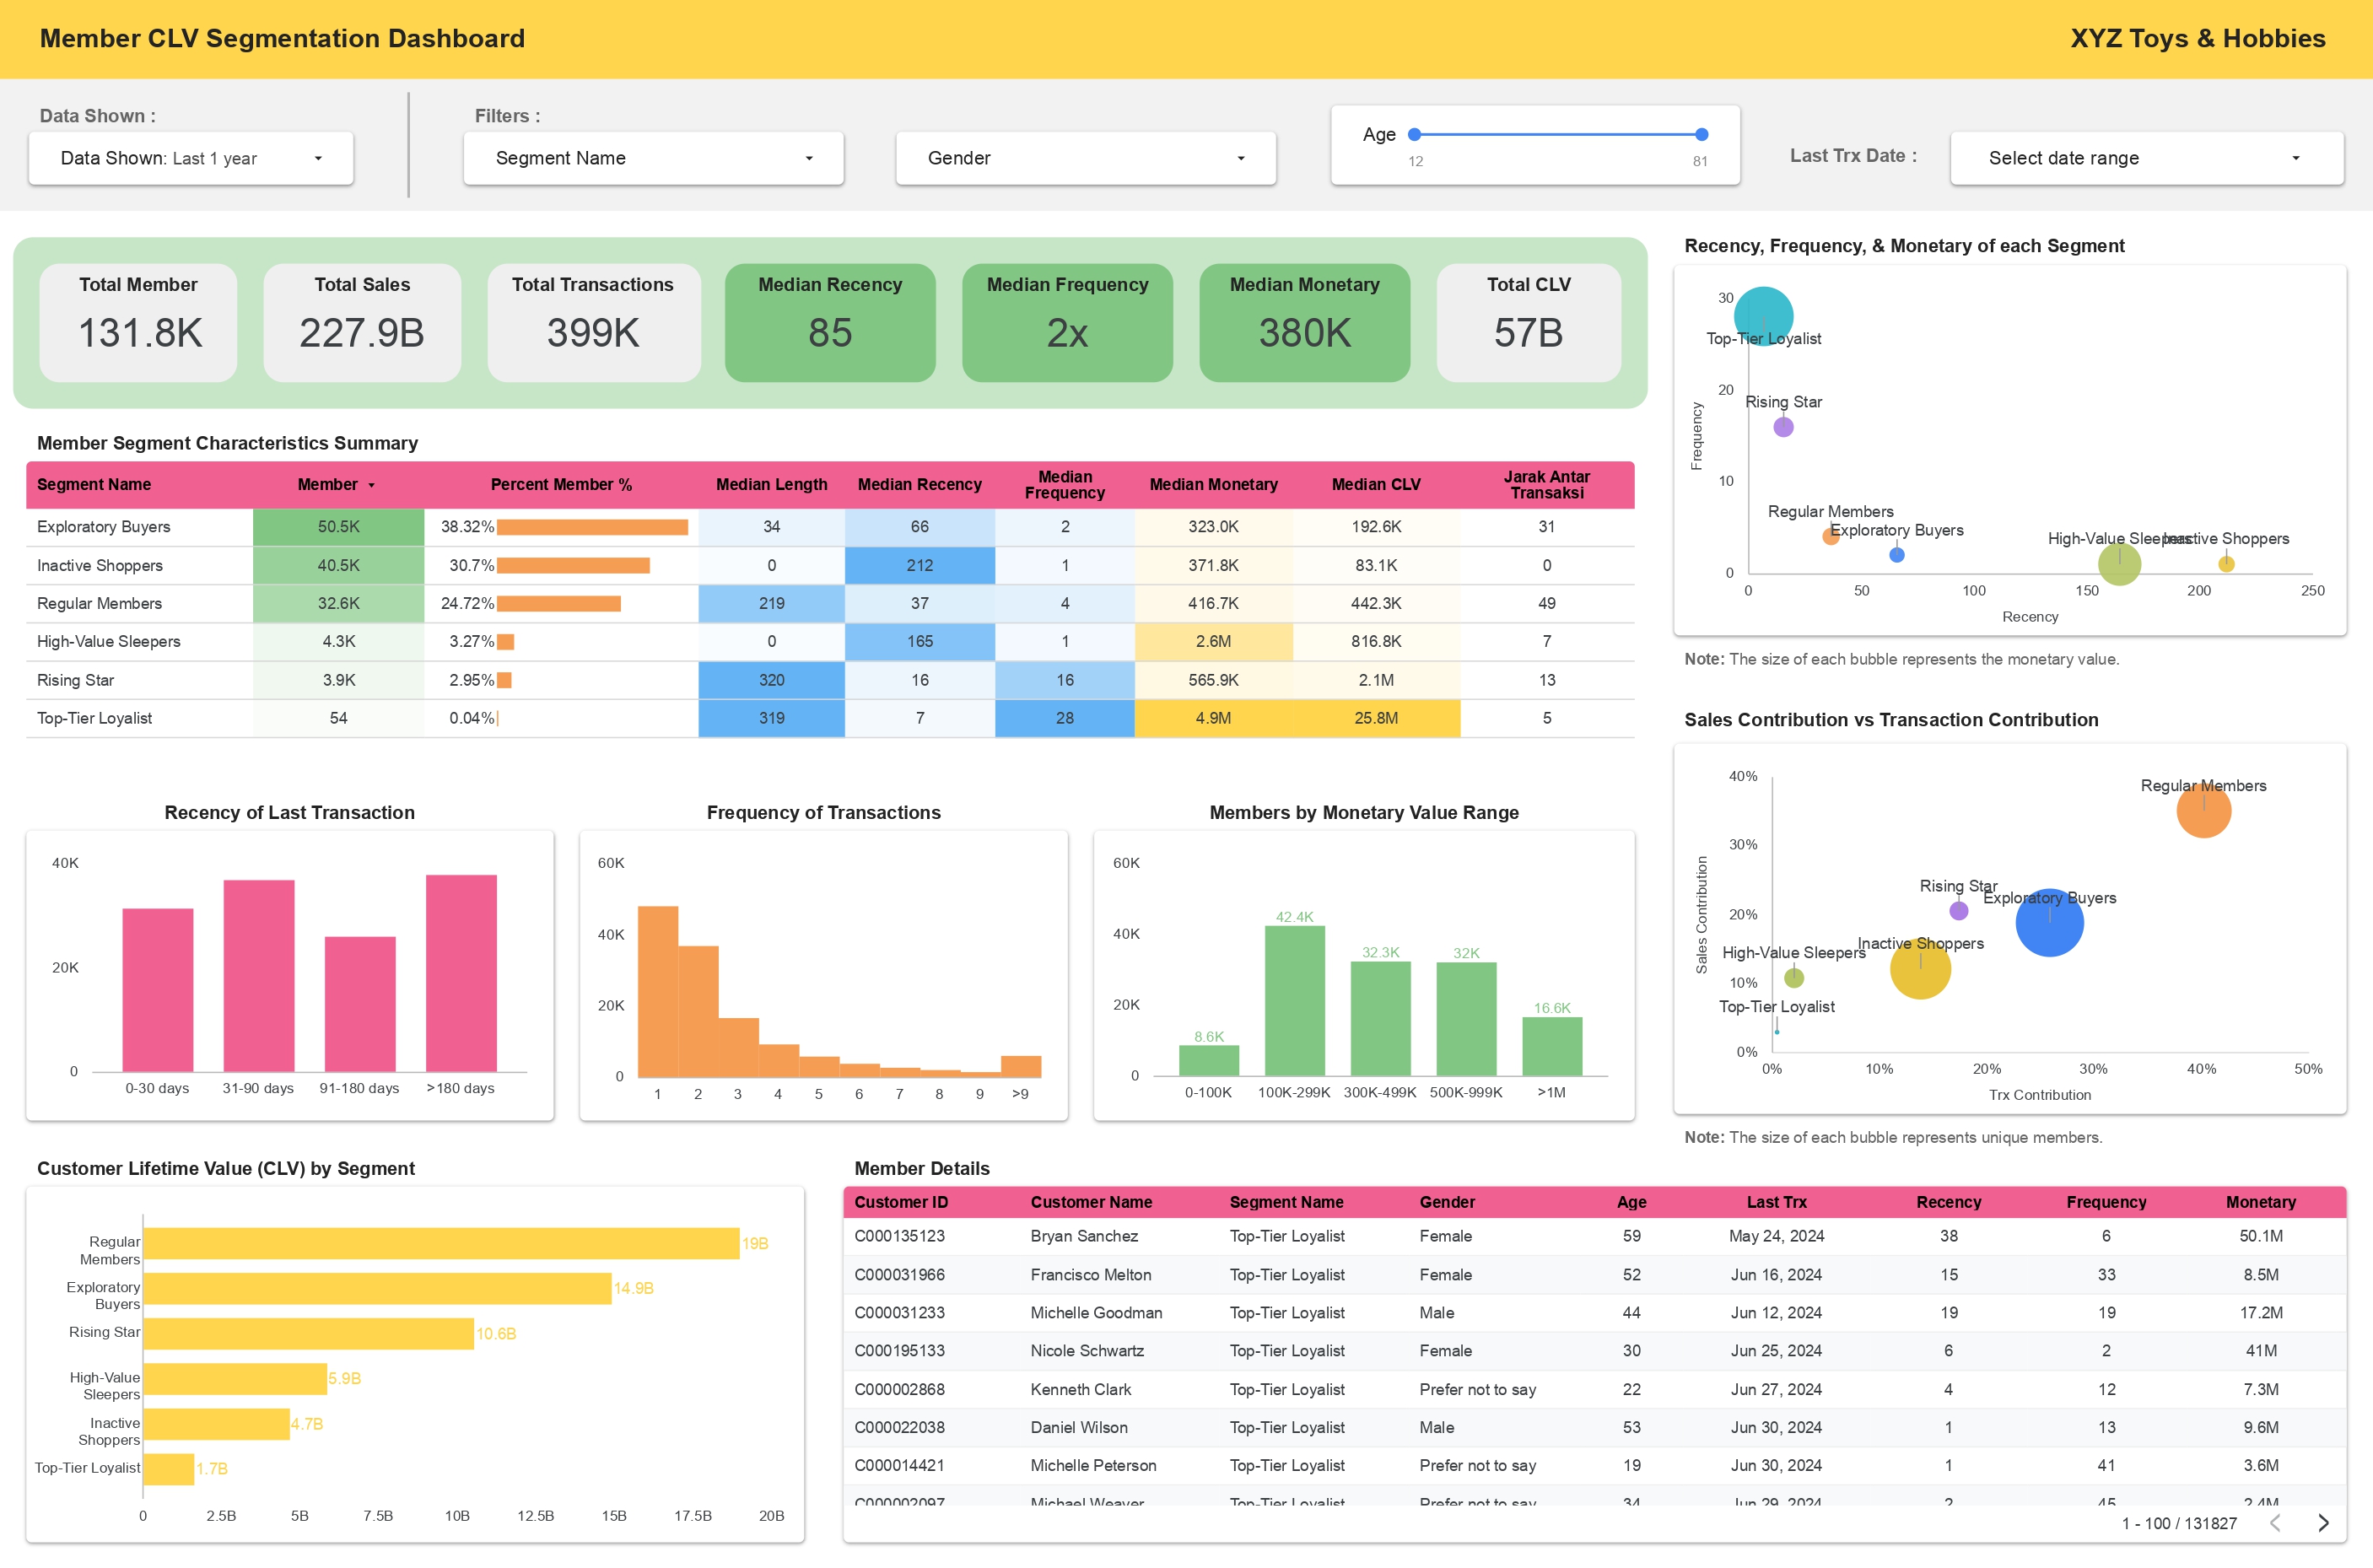 Member CLV Segmentation Dashboard
XYZ Toys & Hobbies
Data Shown :
Data Shown: Last 1 year
Filters :
Segment Name
Gender
Age
12
81
Last Trx Date :
Select date range
Total Member
131.8K
Total Sales
227.9B
Total Transactions
399K
Median Recency
85
Median Frequency
2x
Median Monetary
380K
Total CLV
57B
Member Segment Characteristics Summary
Segment Name Member Percent Member % Median Length Median Recency Median Frequency Median Monetary Median CLV Jarak Antar Transaksi
Exploratory Buyers 50.5K 38.32% 34 66 2 323.0K 192.6K 31
Inactive Shoppers 40.5K 30.7% 0 212 1 371.8K 83.1K 0
Regular Members 32.6K 24.72% 219 37 4 416.7K 442.3K 49
High-Value Sleepers 4.3K 3.27% 0 165 1 2.6M 816.8K 7
Rising Star 3.9K 2.95% 320 16 16 565.9K 2.1M 13
Top-Tier Loyalist 54 0.04% 319 7 28 4.9M 25.8M 5
Recency, Frequency, & Monetary of each Segment
Frequency
30
20
10
0
Top-Tier Loyalist
Rising Star
Regular Members
Exploratory Buyers
High-Value Sleepers
Inactive Shoppers
0 50 100 150 200 250
Recency
Note: The size of each bubble represents the monetary value.
Sales Contribution vs Transaction Contribution
Sales Contribution
40%
30%
20%
10%
0%
Regular Members
Rising Star
Exploratory Buyers
Inactive Shoppers
High-Value Sleepers
Top-Tier Loyalist
0% 10% 20% 30% 40% 50%
Trx Contribution
Note: The size of each bubble represents unique members.
Recency of Last Transaction
40K
20K
0
0-30 days 31-90 days 91-180 days >180 days
Frequency of Transactions
60K
40K
20K
0
1 2 3 4 5 6 7 8 9 >9
Members by Monetary Value Range
60K
40K
20K
0
8.6K 42.4K 32.3K 32K 16.6K
0-100K 100K-299K 300K-499K 500K-999K >1M
Customer Lifetime Value (CLV) by Segment
Regular Members 19B
Exploratory Buyers 14.9B
Rising Star 10.6B
High-Value Sleepers 5.9B
Inactive Shoppers 4.7B
Top-Tier Loyalist 1.7B
0 2.5B 5B 7.5B 10B 12.5B 15B 17.5B 20B
Member Details
Customer ID Customer Name Segment Name Gender Age Last Trx Recency Frequency Monetary
C000135123 Bryan Sanchez Top-Tier Loyalist Female 59 May 24, 2024 38 6 50.1M
C000031966 Francisco Melton Top-Tier Loyalist Female 52 Jun 16, 2024 15 33 8.5M
C000031233 Michelle Goodman Top-Tier Loyalist Male 44 Jun 12, 2024 19 19 17.2M
C000195133 Nicole Schwartz Top-Tier Loyalist Female 30 Jun 25, 2024 6 2 41M
C000002868 Kenneth Clark Top-Tier Loyalist Prefer not to say 22 Jun 27, 2024 4 12 7.3M
C000022038 Daniel Wilson Top-Tier Loyalist Male 53 Jun 30, 2024 1 13 9.6M
C000014421 Michelle Peterson Top-Tier Loyalist Prefer not to say 19 Jun 30, 2024 1 41 3.6M
C000002097 Michael Weaver Top-Tier Loyalist Prefer not to say 34 Jun 29, 2024 2 45 2.4M
1 - 100 / 131827